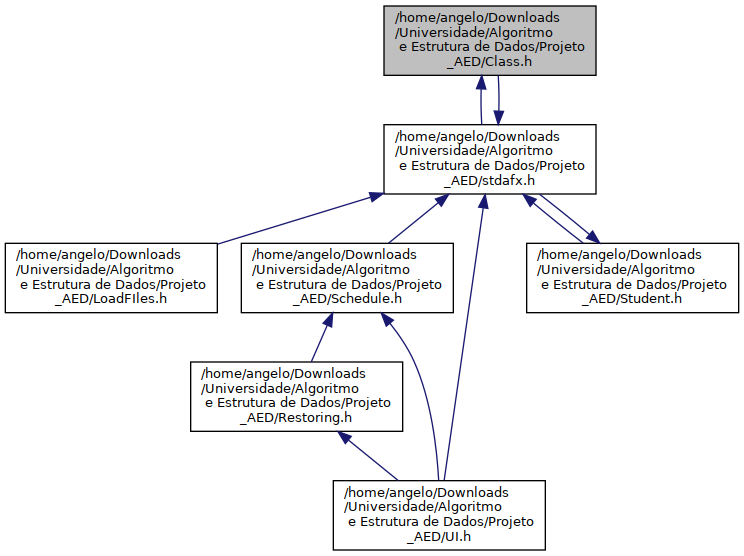 /home/angelo/Downloads
/Universidade/Algoritmo
e Estrutura de Dados/Projeto
_AED/Class.h
/home/angelo/Downloads
/Universidade/Algoritmo
e Estrutura de Dados/Projeto
_AED/stdafx.h
/home/angelo/Downloads
/Universidade/Algoritmo
e Estrutura de Dados/Projeto
_AED/LoadFIles.h
/home/angelo/Downloads
/Universidade/Algoritmo
e Estrutura de Dados/Projeto
_AED/Schedule.h
/home/angelo/Downloads
/Universidade/Algoritmo
e Estrutura de Dados/Projeto
_AED/Student.h
/home/angelo/Downloads
/Universidade/Algoritmo
e Estrutura de Dados/Projeto
_AED/Restoring.h
/home/angelo/Downloads
/Universidade/Algoritmo
e Estrutura de Dados/Projeto
_AED/UI.h